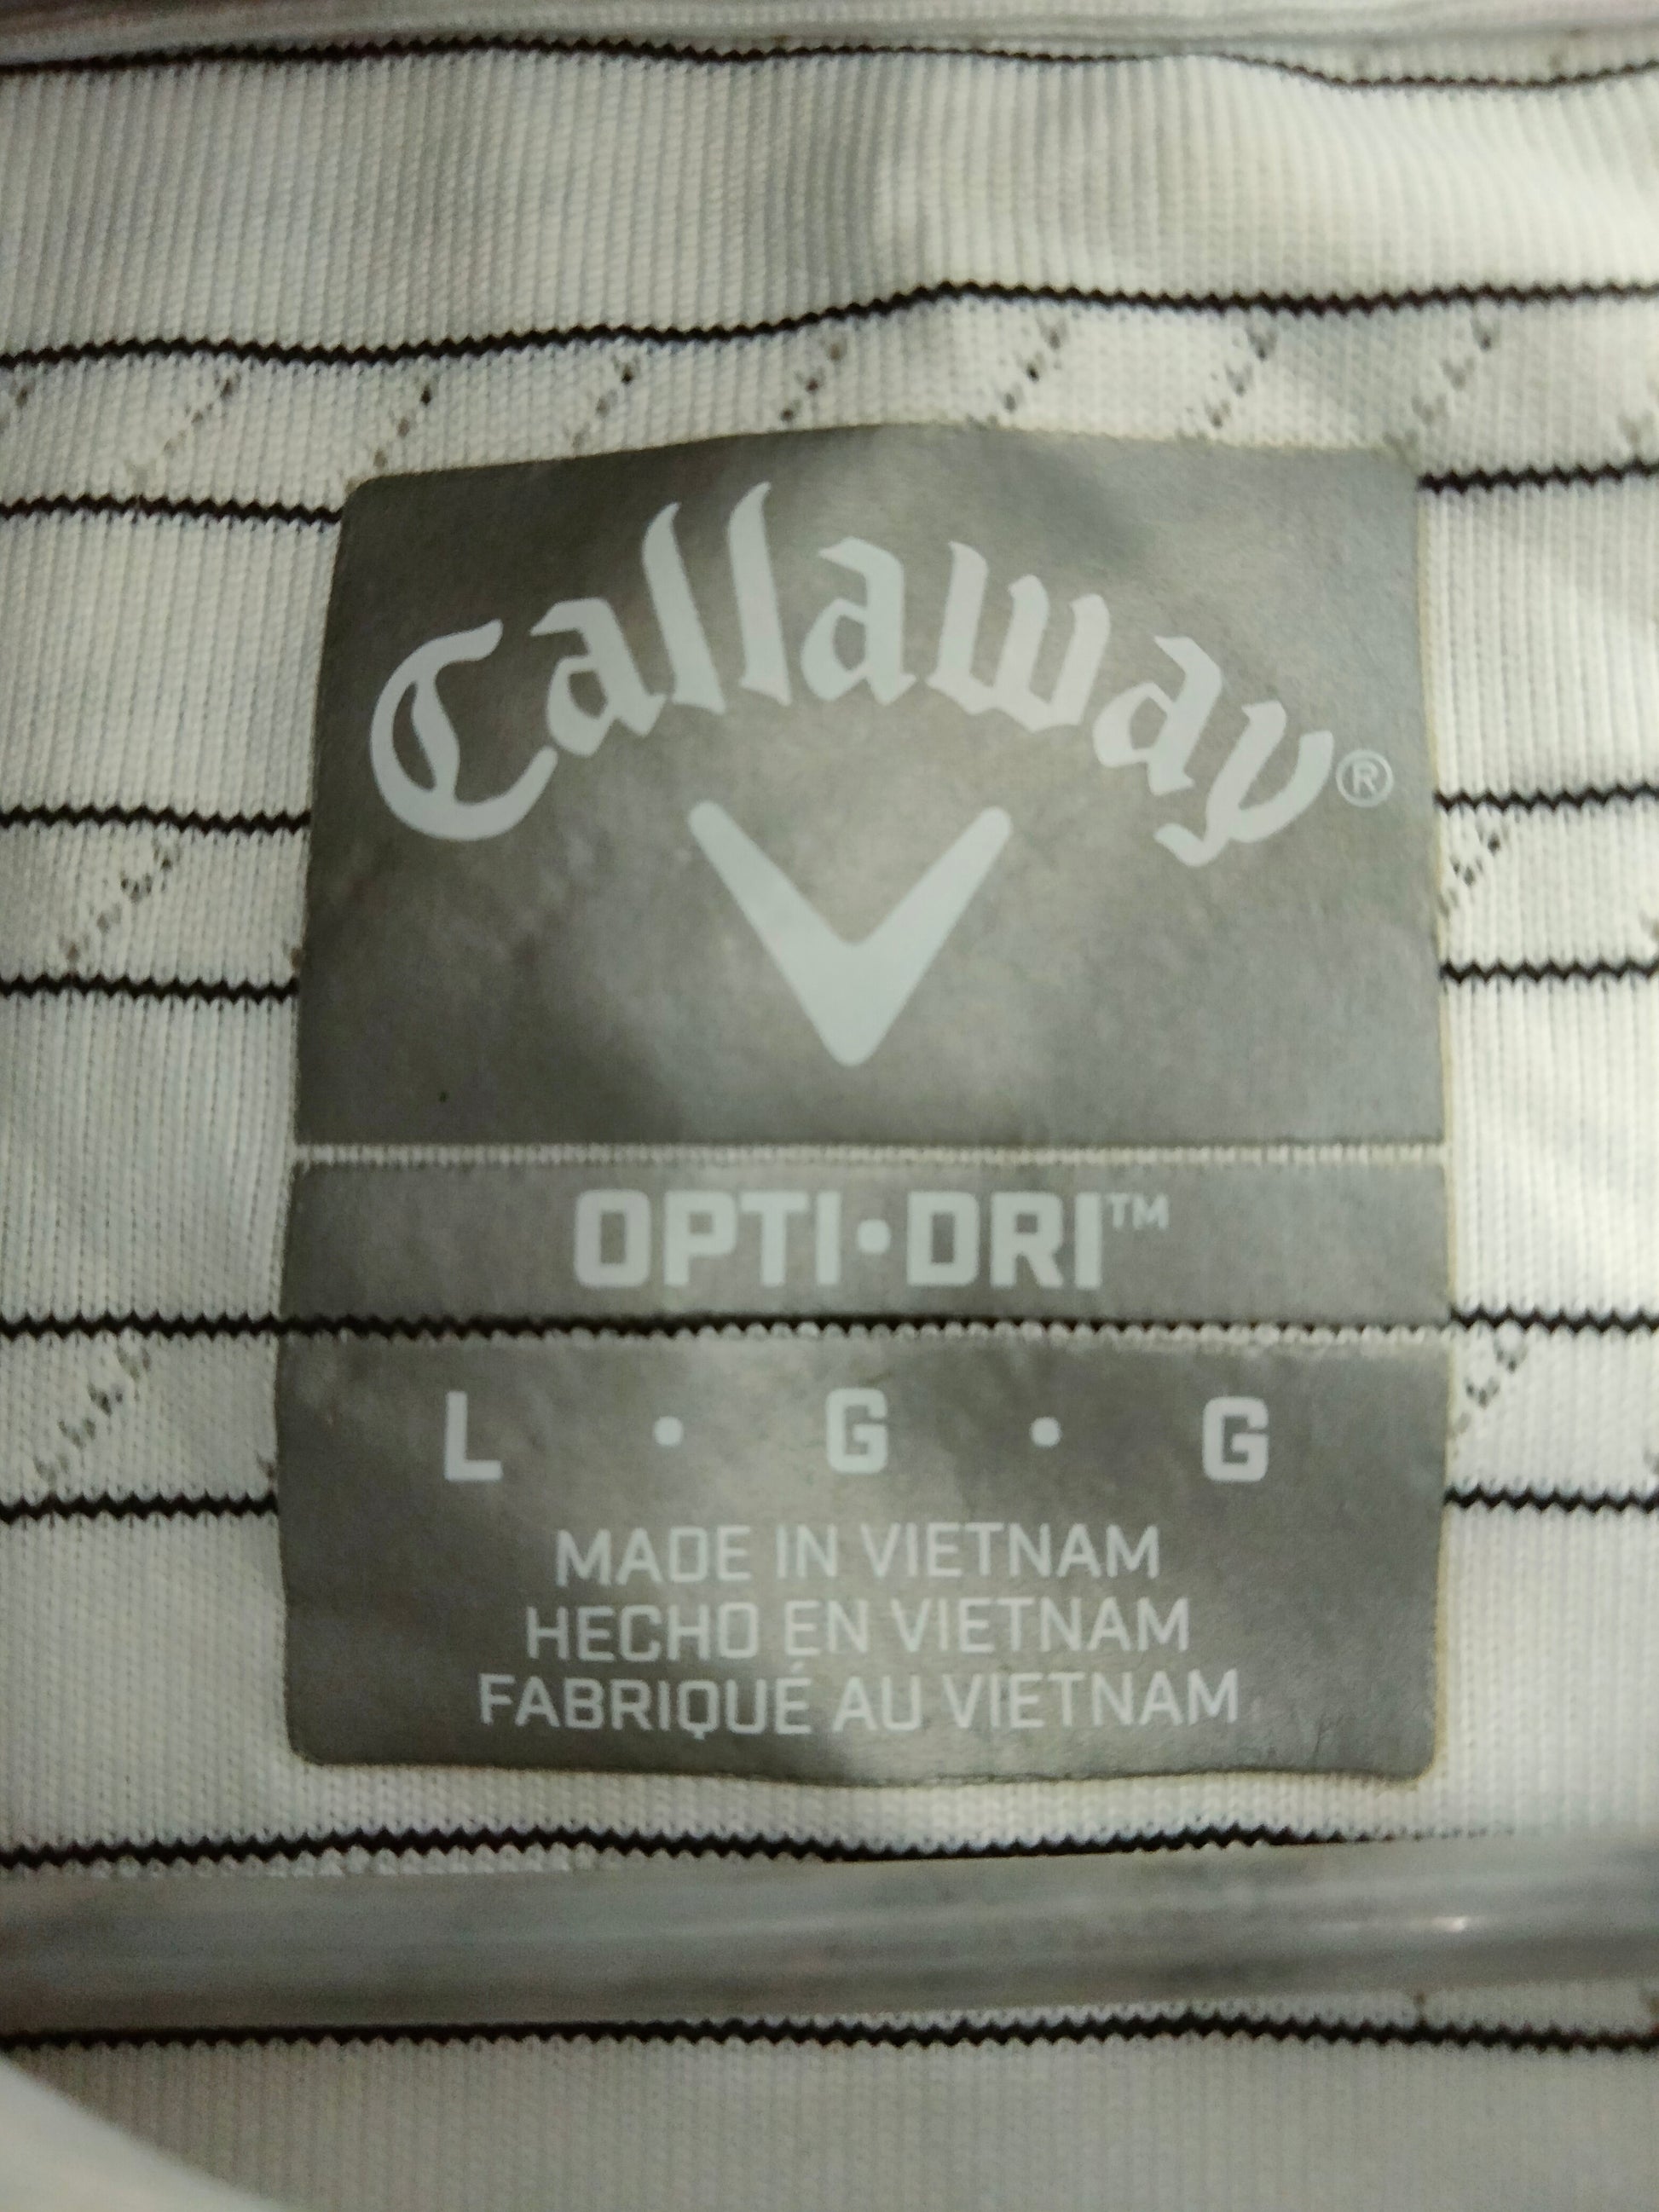 Callaway®
OPTI•DRI™
L • G • G
MADE IN VIETNAM
HECHO EN VIETNAM
FABRIQUÉ AU VIETNAM